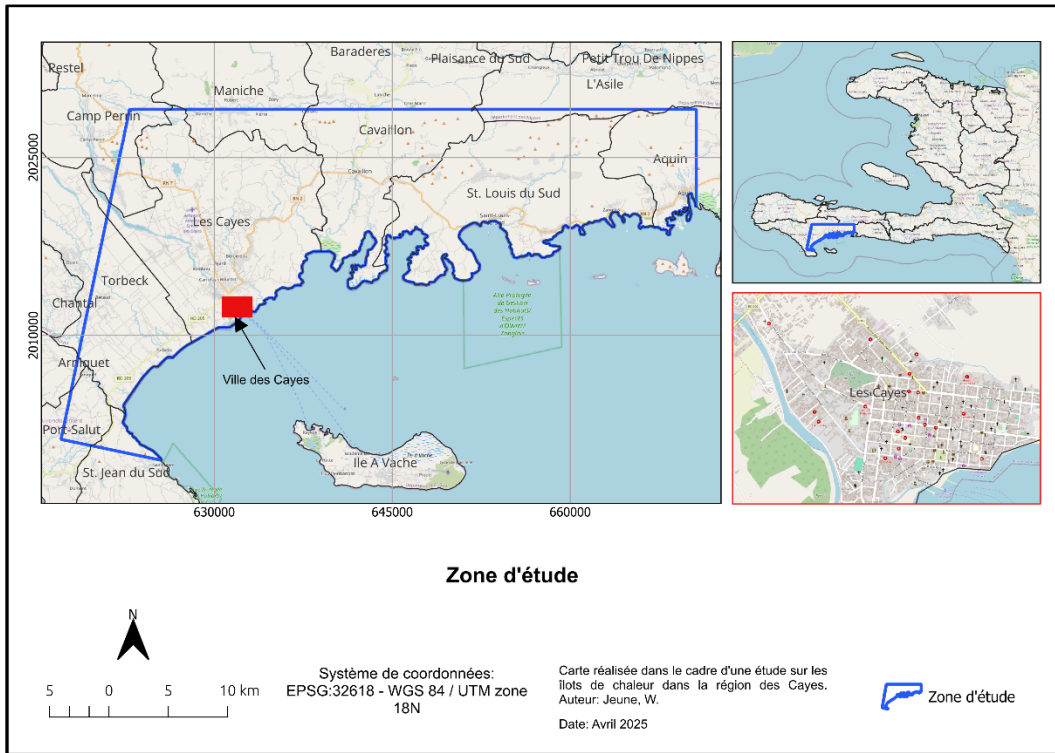 Baraderes
Plaisance du Sud
Petit Trou De Nippes
Pestel
L'Asile
Maniche
Camp Perrin
Cavaillon
Aquin
2025000
Cavaillon
St. Louis du Sud
Les Cayes
Torbeck
Chantal
2010000
Arniquet
Ville des Cayes
Port-Salut
Ile A Vache
St. Jean du Sud
630000
645000
660000
Les Cayes
Zone d'étude
N
5 0 5 10 km
Système de coordonnées:
EPSG:32618 - WGS 84 / UTM zone
18N
Carte réalisée dans le cadre d'une étude sur les
îlots de chaleur dans la région des Cayes.
Auteur: Jeune, W.
Date: Avril 2025
Zone d'étude